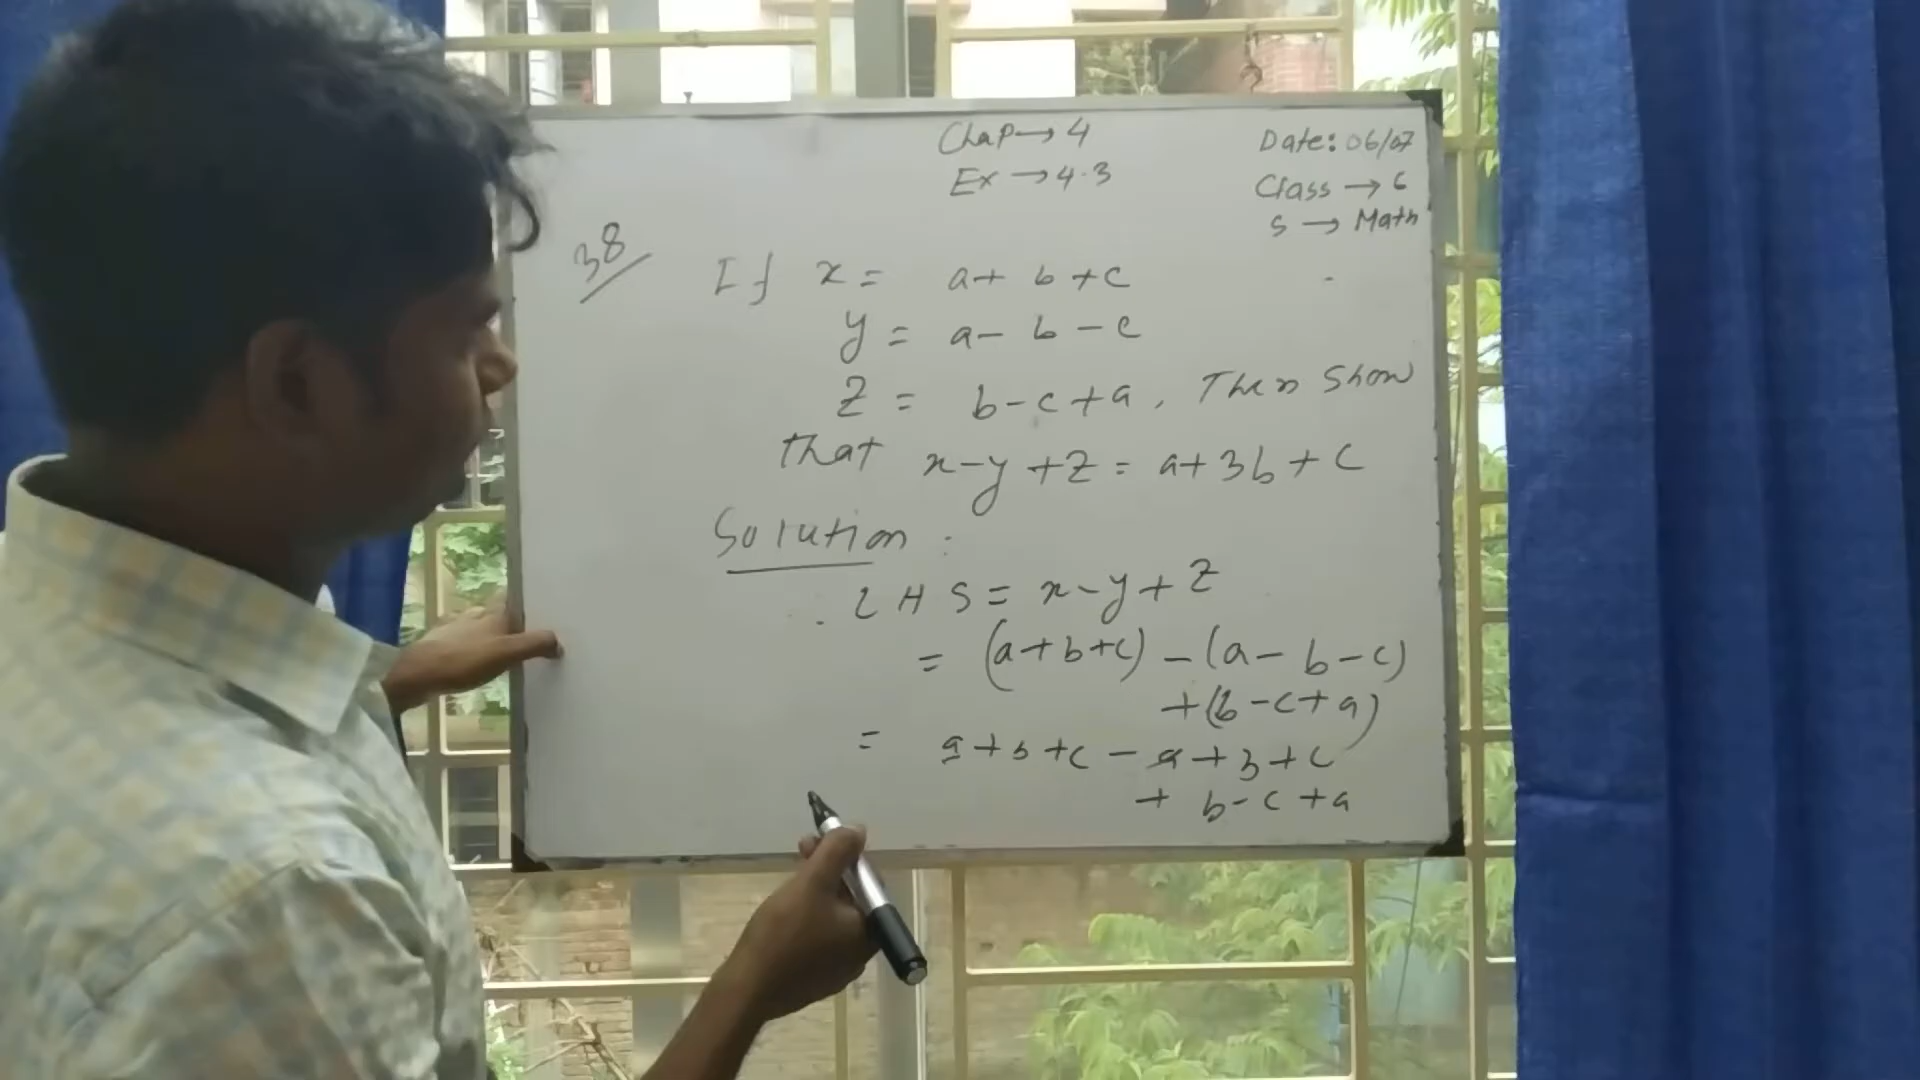 Chap→4
Ex→4.3
Date: 06/07
Class→6
S→Math
38
If x = a+b+c
y = a-b-c
z = b-c+a, Then Show
that x-y+z = a+3b+c
Solution:
LHS = x-y+z
= (a+b+c) - (a-b-c)
+(b-c+a)
= a+b+c-a+b+c
+ b-c+a